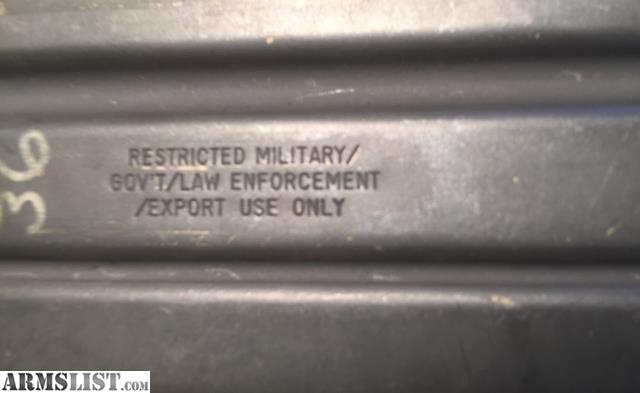 36
RESTRICTED MILITARY/
GOV'T/LAW ENFORCEMENT
/EXPORT USE ONLY
ARMSLIST.COM